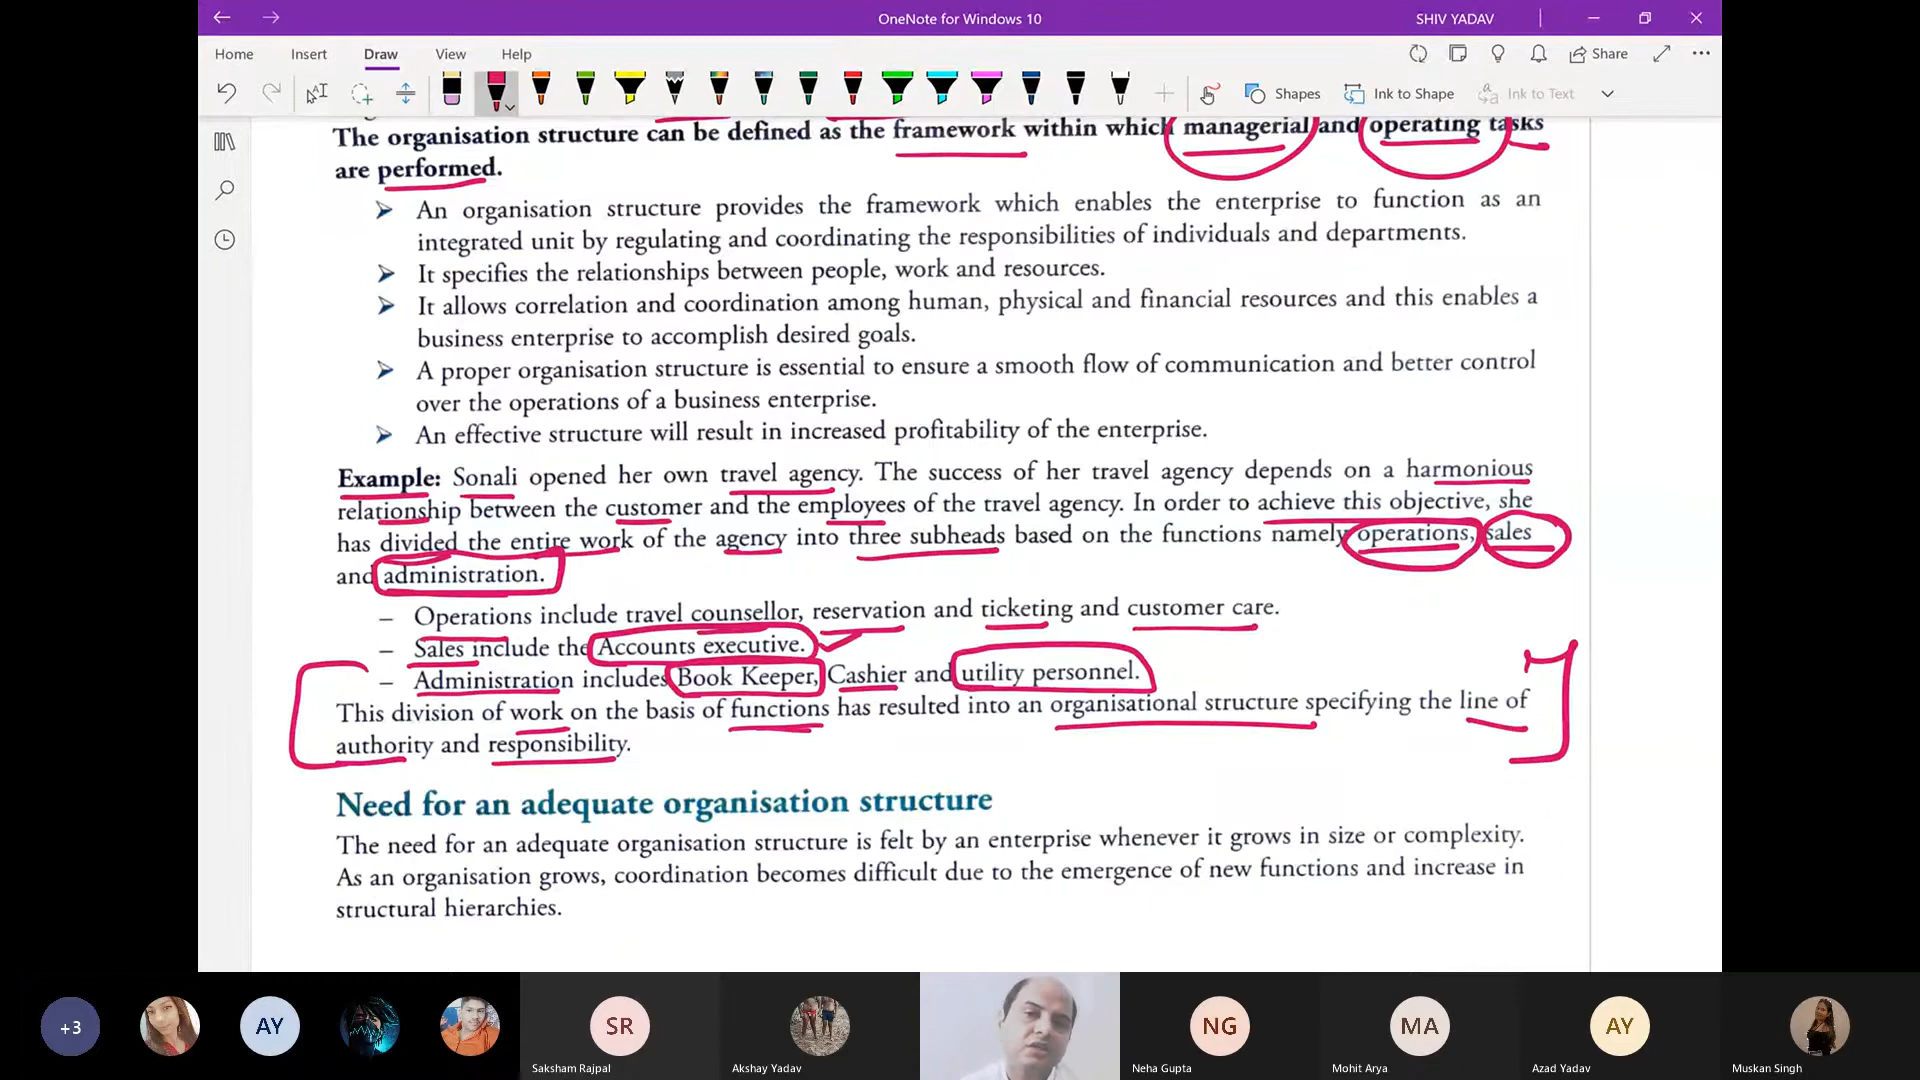 OneNote for Windows 10
SHIV YADAV
Home Insert Draw View Help
Share
Shapes
Ink to Shape
Ink to Text
The organisation structure can be defined as the framework within which managerial and operating tasks
are performed.
An organisation structure provides the framework which enables the enterprise to function as an
integrated unit by regulating and coordinating the responsibilities of individuals and departments.
It specifies the relationships between people, work and resources.
It allows correlation and coordination among human, physical and financial resources and this enables a
business enterprise to accomplish desired goals.
A proper organisation structure is essential to ensure a smooth flow of communication and better control
over the operations of a business enterprise.
An effective structure will result in increased profitability of the enterprise.
Example: Sonali opened her own travel agency. The success of her travel agency depends on a harmonious
relationship between the customer and the employees of the travel agency. In order to achieve this objective, she
has divided the entire work of the agency into three subheads based on the functions namely operations, sales
and administration.
– Operations include travel counsellor, reservation and ticketing and customer care.
– Sales include the Accounts executive.
– Administration includes Book Keeper, Cashier and utility personnel.
This division of work on the basis of functions has resulted into an organisational structure specifying the line of
authority and responsibility.
Need for an adequate organisation structure
The need for an adequate organisation structure is felt by an enterprise whenever it grows in size or complexity.
As an organisation grows, coordination becomes difficult due to the emergence of new functions and increase in
structural hierarchies.
+3
AY
SR
NG
MA
AY
Saksham Rajpal
Akshay Yadav
Neha Gupta
Mohit Arya
Azad Yadav
Muskan Singh